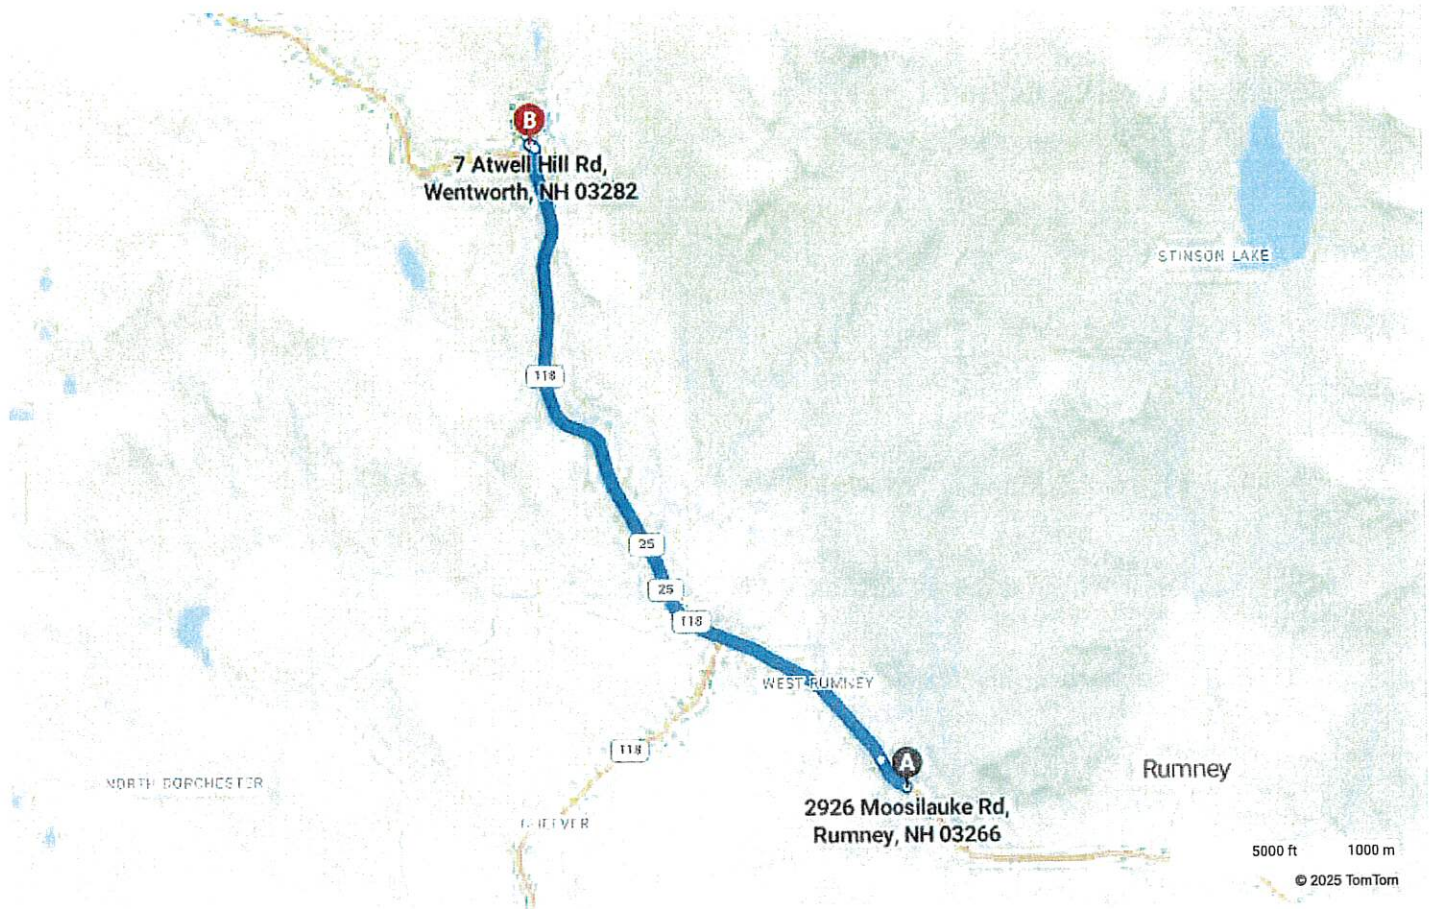 B
7 Atwell Hill Rd,
Wentworth, NH 03282
STINSON LAKE
118
25
25
118
WEST RUMNEY
118
A
Rumney
NORTH DORCHESTER
2926 Moosilauke Rd,
Rumney, NH 03266
CHEEVER
5000 ft 1000 m
© 2025 TomTom